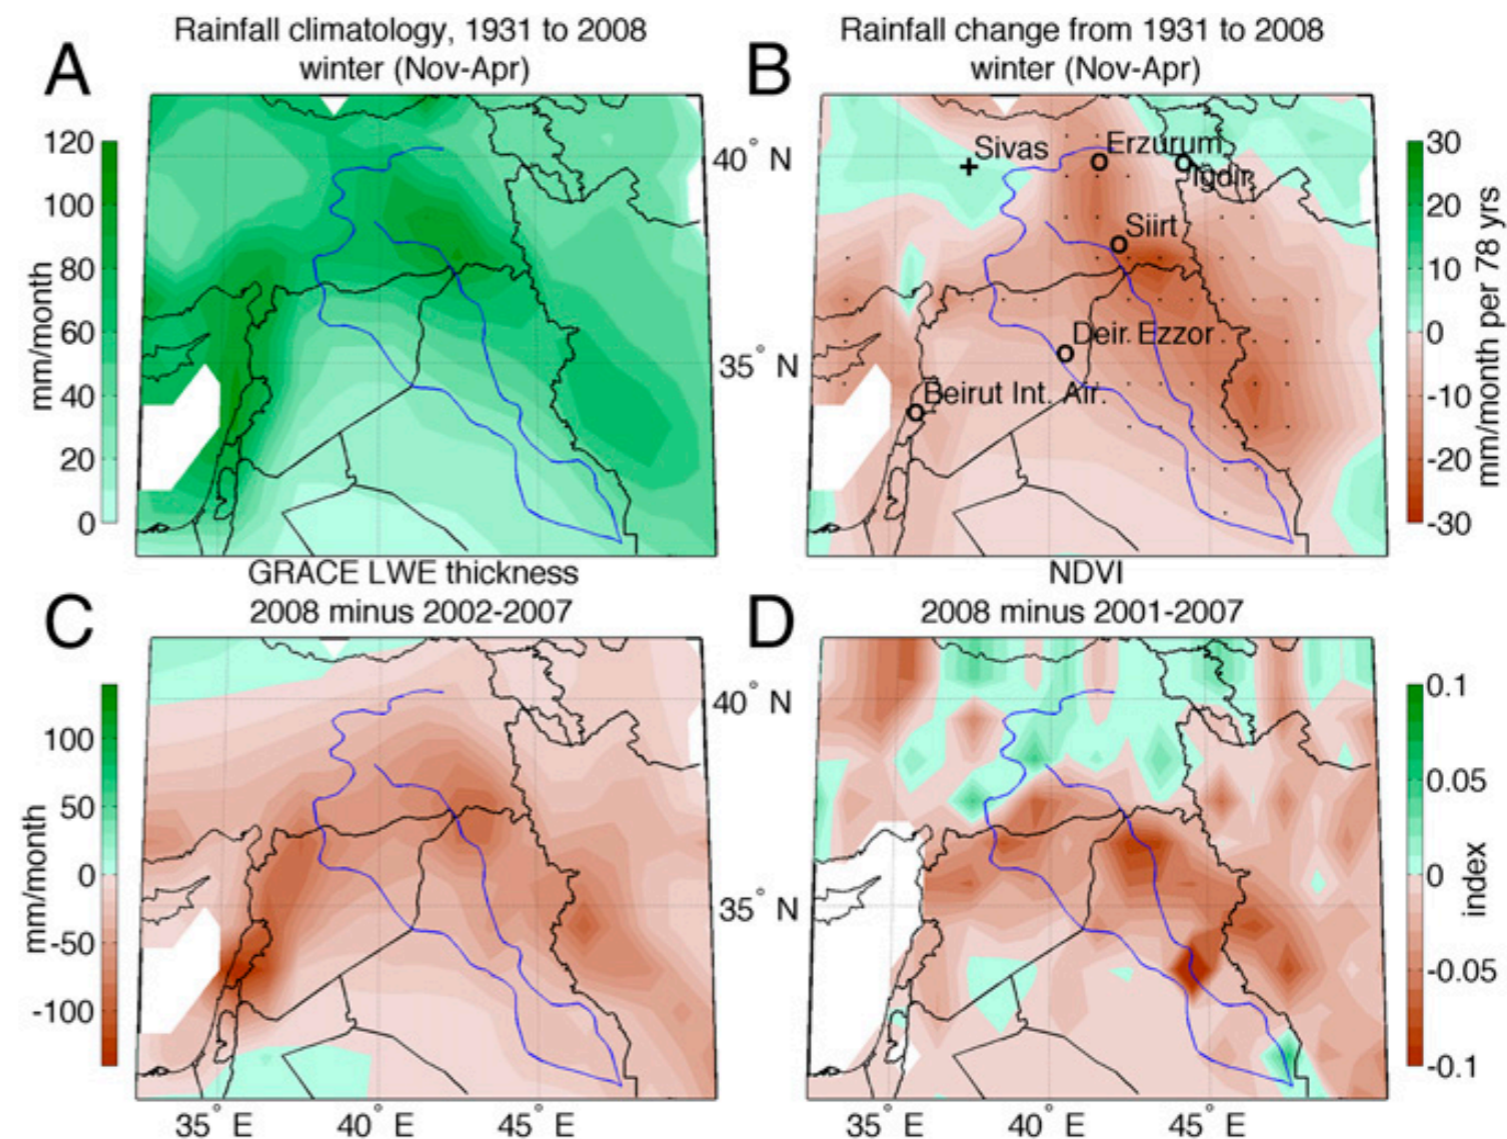 A
Rainfall climatology, 1931 to 2008
winter (Nov-Apr)
120
100
80
60
40
20
0
mm/month
B
Rainfall change from 1931 to 2008
winter (Nov-Apr)
40° N
35° N
Sivas
Erzurum
Igdir
Siirt
Deir Ezzor
Beirut Int. Air.
30
20
10
0
-10
-20
-30
mm/month per 78 yrs
C
GRACE LWE thickness
2008 minus 2002-2007
100
50
0
-50
-100
mm/month
35° E
40° E
45° E
D
NDVI
2008 minus 2001-2007
40° N
35° N
0.1
0.05
0
-0.05
-0.1
index
35° E
40° E
45° E